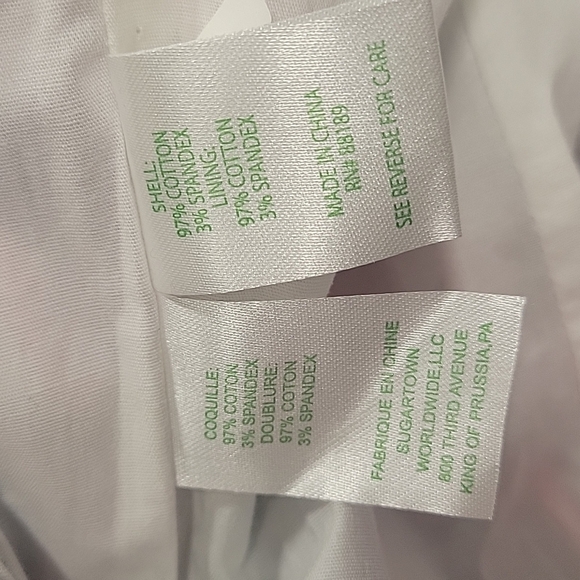 SHELL:
97% COTTON
3% SPANDEX
LINING:
97% COTTON
3% SPANDEX
MADE IN CHINA
RN# 88189
SEE REVERSE FOR CARE
COQUILLE:
97% COTON
3% SPANDEX
DOUBLURE:
97% COTON
3% SPANDEX
FABRIQUE EN CHINE
SUGARTOWN
WORLDWIDE,LLC
800 THIRD AVENUE
KING OF PRUSSIA,PA